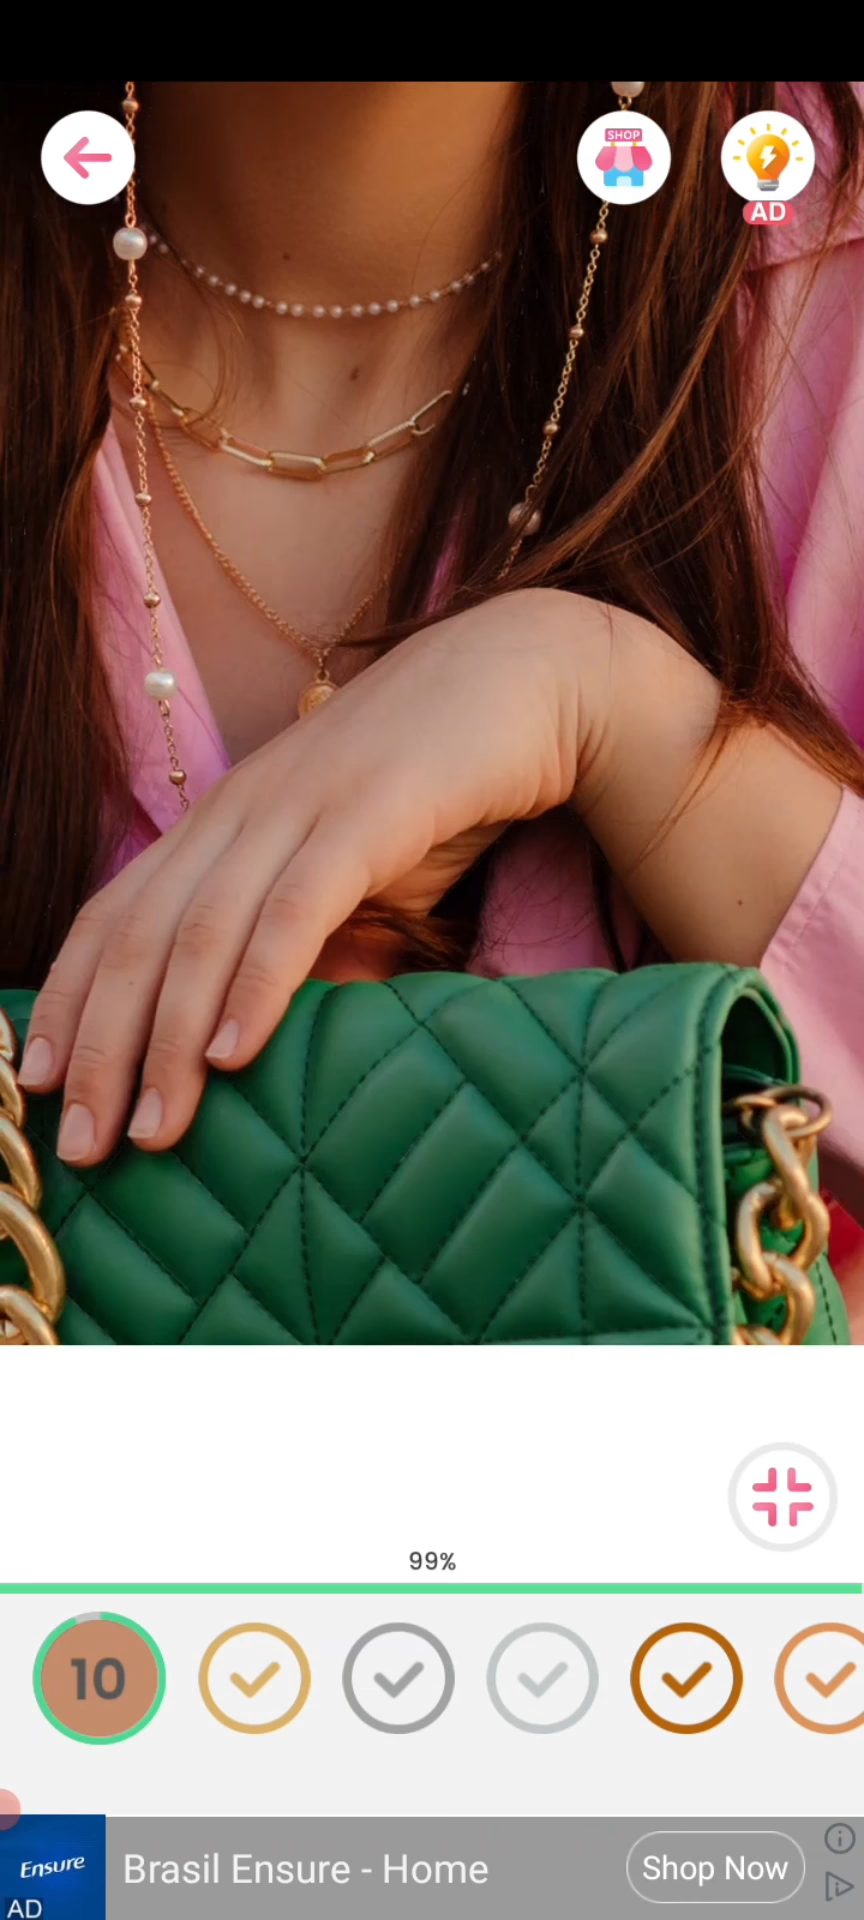 SHOP
AD
99%
10
Ensure
Brasil Ensure - Home
Shop Now
AD